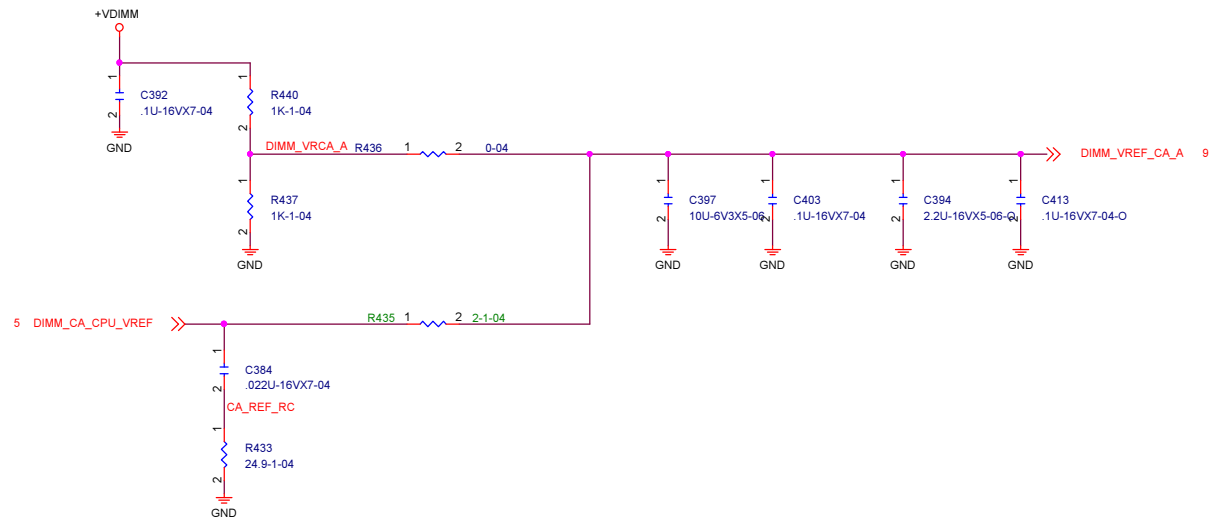 +VDIMM
1
C392
.1U-16VX7-04
2
GND
1
R440
1K-1-04
2
DIMM_VRCA_A
R436
1
2
0-04
1
R437
1K-1-04
2
GND
1
C397
10U-6V3X5-06
2
GND
1
C403
.1U-16VX7-04
2
GND
1
C394
2
GND
1
C413
.1U-16VX7-04-O
2
GND
DIMM_VREF_CA_A 9
5 DIMM_CA_CPU_VREF
R435
1
2
2-1-04
1
C384
.022U-16VX7-04
2
CA_REF_RC
1
R433
24.9-1-04
2
GND